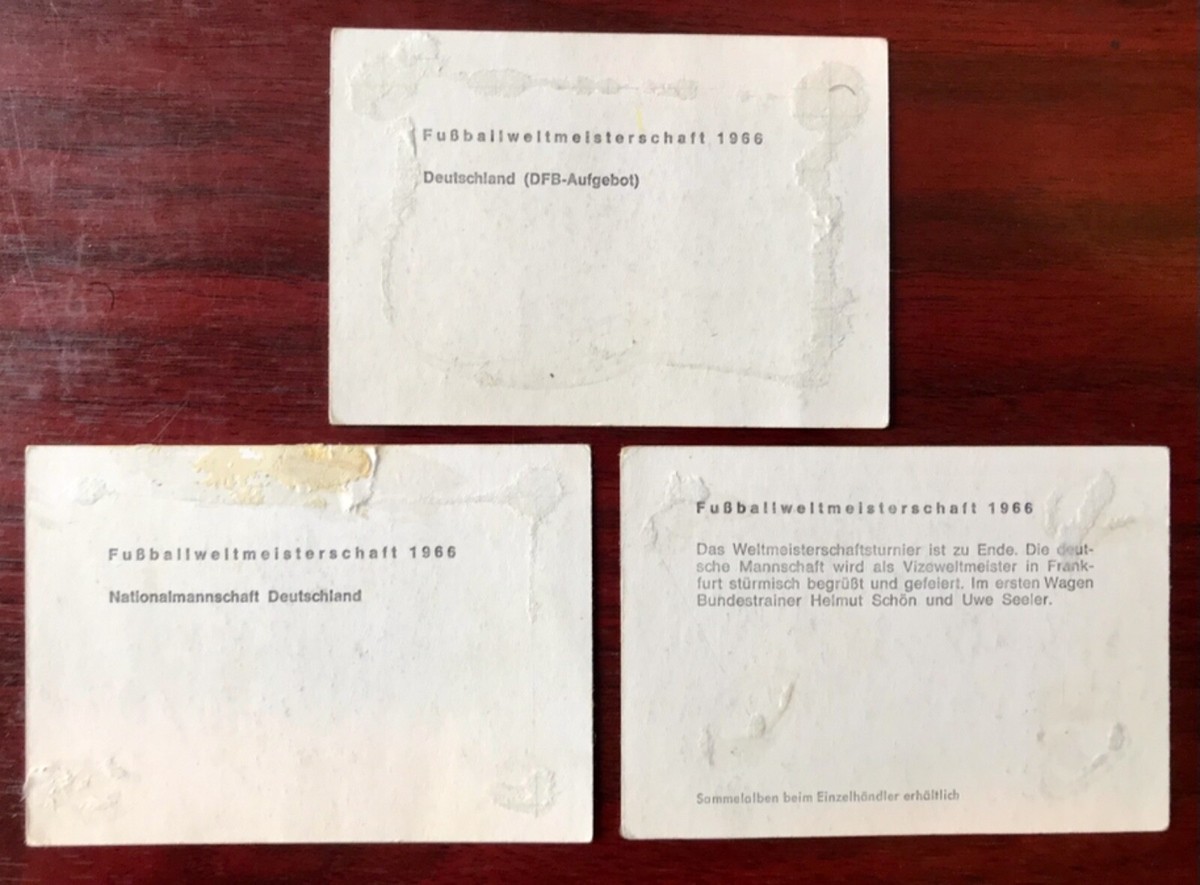 Fußballweltmeisterschaft 1966
Deutschland (DFB-Aufgebot)
Fußballweltmeisterschaft 1966
Nationalmannschaft Deutschland
Fußballweltmeisterschaft 1966
Das Weltmeisterschaftsturnier ist zu Ende. Die deut-
sche Mannschaft wird als Vizeweltmeister in Frank-
furt stürmisch begrüßt und gefeiert. Im ersten Wagen
Bundestrainer Helmut Schön und Uwe Seeler.
Sammelalben beim Einzelhändler erhältlich